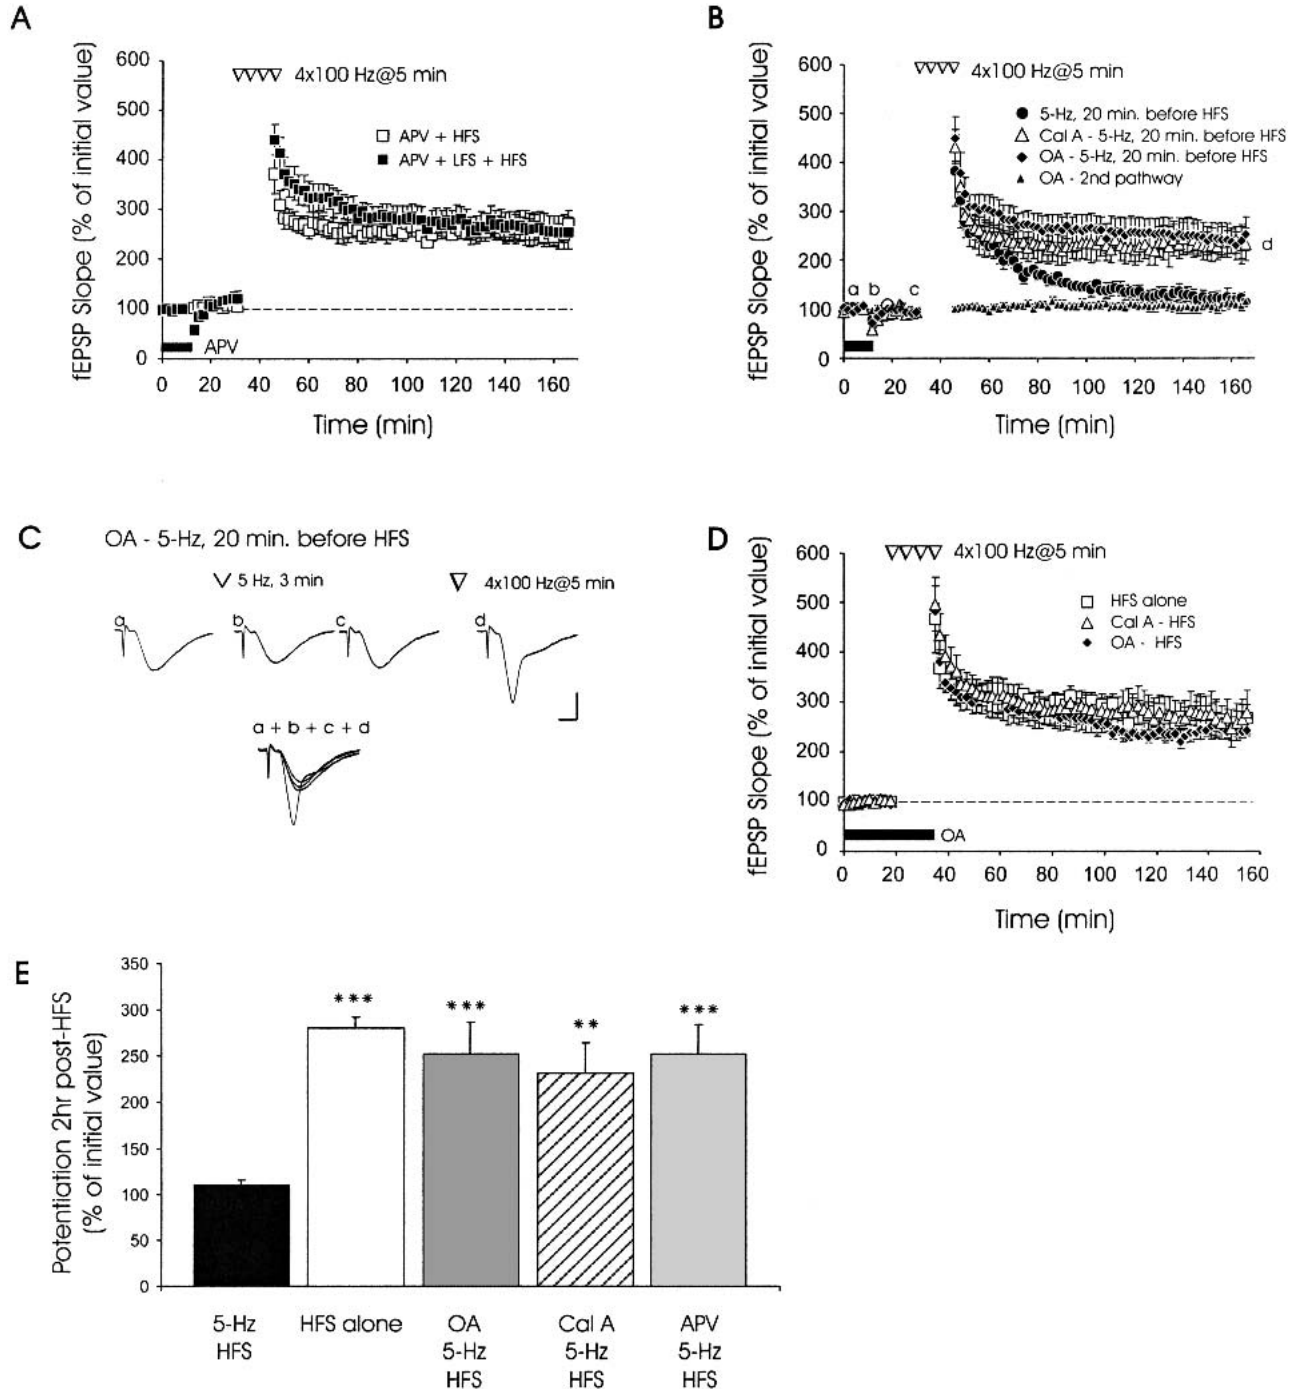 A
fEPSP Slope (% of initial value)
600
500
400
300
200
100
0
4x100 Hz@5 min
APV + HFS
APV + LFS + HFS
APV
0 20 40 60 80 100 120 140 160
Time (min)
B
fEPSP Slope (% of initial value)
600
500
400
300
200
100
0
4x100 Hz@5 min
5-Hz, 20 min. before HFS
Cal A - 5-Hz, 20 min. before HFS
OA - 5-Hz, 20 min. before HFS
OA - 2nd pathway
a b c
d
0 20 40 60 80 100 120 140 160
Time (min)
C
OA - 5-Hz, 20 min. before HFS
5 Hz, 3 min
4x100 Hz@5 min
a b c d
a + b + c + d
D
fEPSP Slope (% of initial value)
600
500
400
300
200
100
0
4x100 Hz@5 min
HFS alone
Cal A - HFS
OA - HFS
OA
0 20 40 60 80 100 120 140 160
Time (min)
E
Potentiation 2hr post-HFS
(% of initial value)
350
300
250
200
150
100
50
0
*** *** ** ***
5-Hz
HFS
HFS alone
OA
5-Hz
HFS
Cal A
5-Hz
HFS
APV
5-Hz
HFS